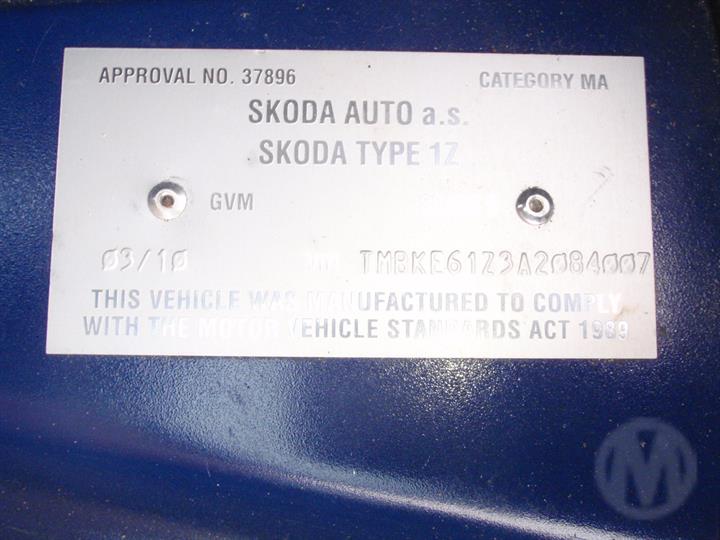 APPROVAL NO. 37896 CATEGORY MA
SKODA AUTO a.s.
SKODA TYPE 1Z
GVM
03/10 VIN TMBKE61Z3A2084007
THIS VEHICLE WAS MANUFACTURED TO COMPLY
WITH THE MOTOR VEHICLE STANDARDS ACT 1989
M